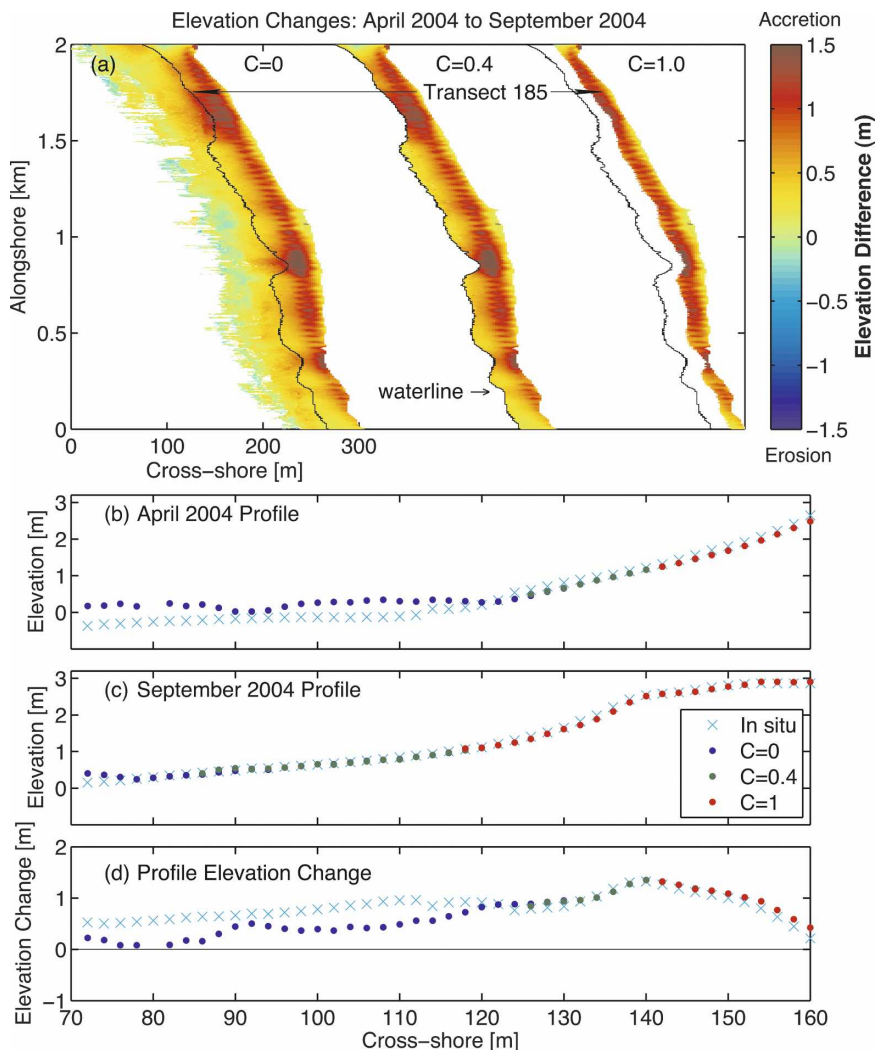 Elevation Changes: April 2004 to September 2004
Accretion
(a)
C=0
C=0.4
C=1.0
Transect 185
waterline
2
1.5
1
0.5
0
Alongshore [km]
0
100
200
300
Cross−shore [m]
1.5
1
0.5
0
−0.5
−1
−1.5
Elevation Difference (m)
Erosion
(b) April 2004 Profile
3
2
1
0
Elevation [m]
(c) September 2004 Profile
3
2
1
0
Elevation [m]
In situ
C=0
C=0.4
C=1
(d) Profile Elevation Change
2
1
0
−1
Elevation Change [m]
70
80
90
100
110
120
130
140
150
160
Cross−shore [m]